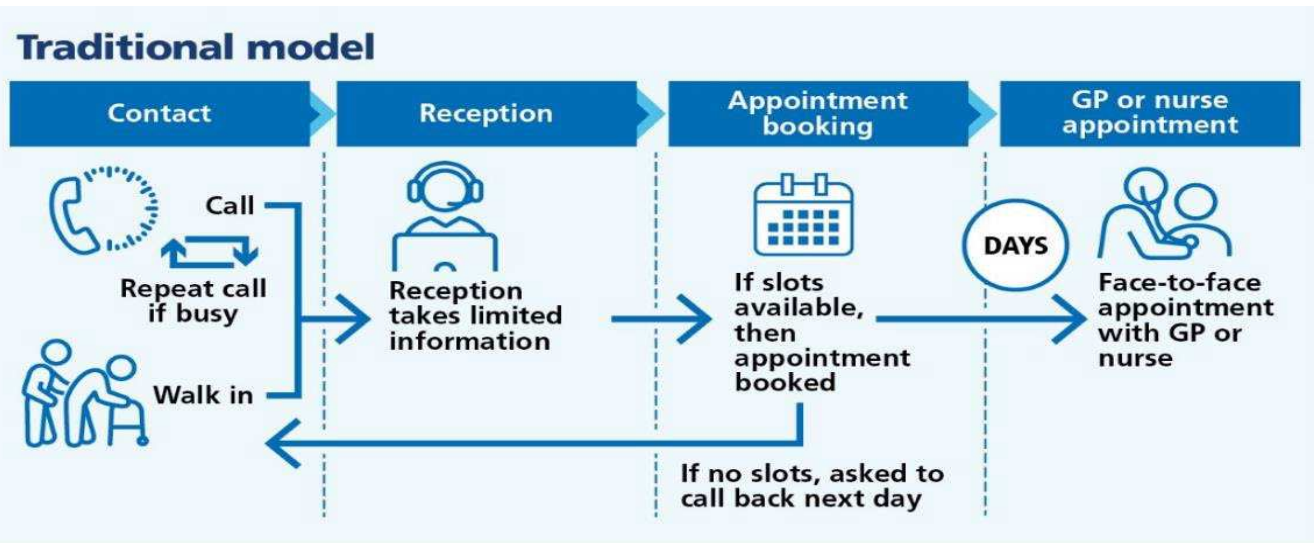 Traditional model
Contact
Reception
Appointment
booking
GP or nurse
appointment
Call
Repeat call
if busy
Walk in
Reception
takes limited
information
If slots
available,
then
appointment
booked
If no slots, asked to
call back next day
DAYS
Face-to-face
appointment
with GP or
nurse